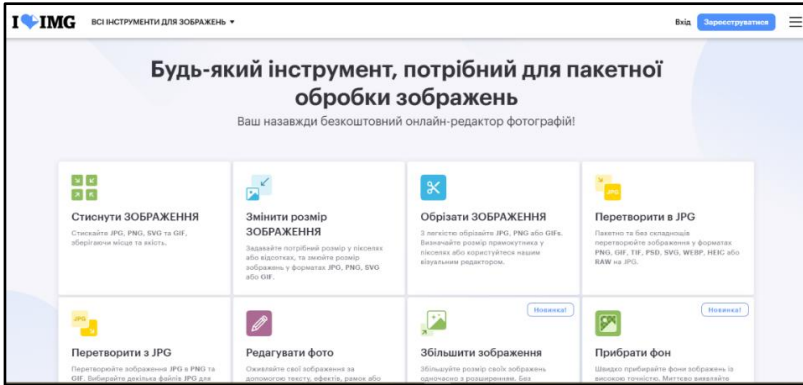 I IMG
ВСІ ІНСТРУМЕНТИ ДЛЯ ЗОБРАЖЕНЬ
Вхід
Зареєструватися
Будь-який інструмент, потрібний для пакетної
обробки зображень
Ваш назавжди безкоштовний онлайн-редактор фотографій!
Стиснути ЗОБРАЖЕННЯ
Стискайте JPG, PNG, SVG та GIF,
зберігаючи місце та якість.
Змінити розмір
ЗОБРАЖЕННЯ
Задавайте потрібний розмір у пікселях
або відсотках, та змюйте розмір
зображень у форматах JPG, PNG, SVG
або GIF.
Обрізати ЗОБРАЖЕННЯ
З легкістю обрізайте JPG, PNG або GIFи.
Визначайте розмір прямокутника у
пікселях або користуйтеся нашим
візуальним редактором.
JPG
Перетворити в JPG
Пакетно та без складнощів
перетворюйте зображення у форматах
PNG, GIF, TIF, PSD, SVG, WEBP, HEIC або
RAW на JPG.
JPG
Перетворити з JPG
Перетворюйте зображення JPG в PNG та
GIF. Вибирайте декілька файлів JPG для
Редагувати фото
Оживляйте свої зображення за
допомогою тексту, ефектів, рамок або
Новинка!
Збільшити зображення
Збільшуйте розмір своїх зображень
одночасно з розширенням. Без
Новинка!
Прибрати фон
Швидко прибирайте фони зображень із
високою точністю. Миттєво виявляйте